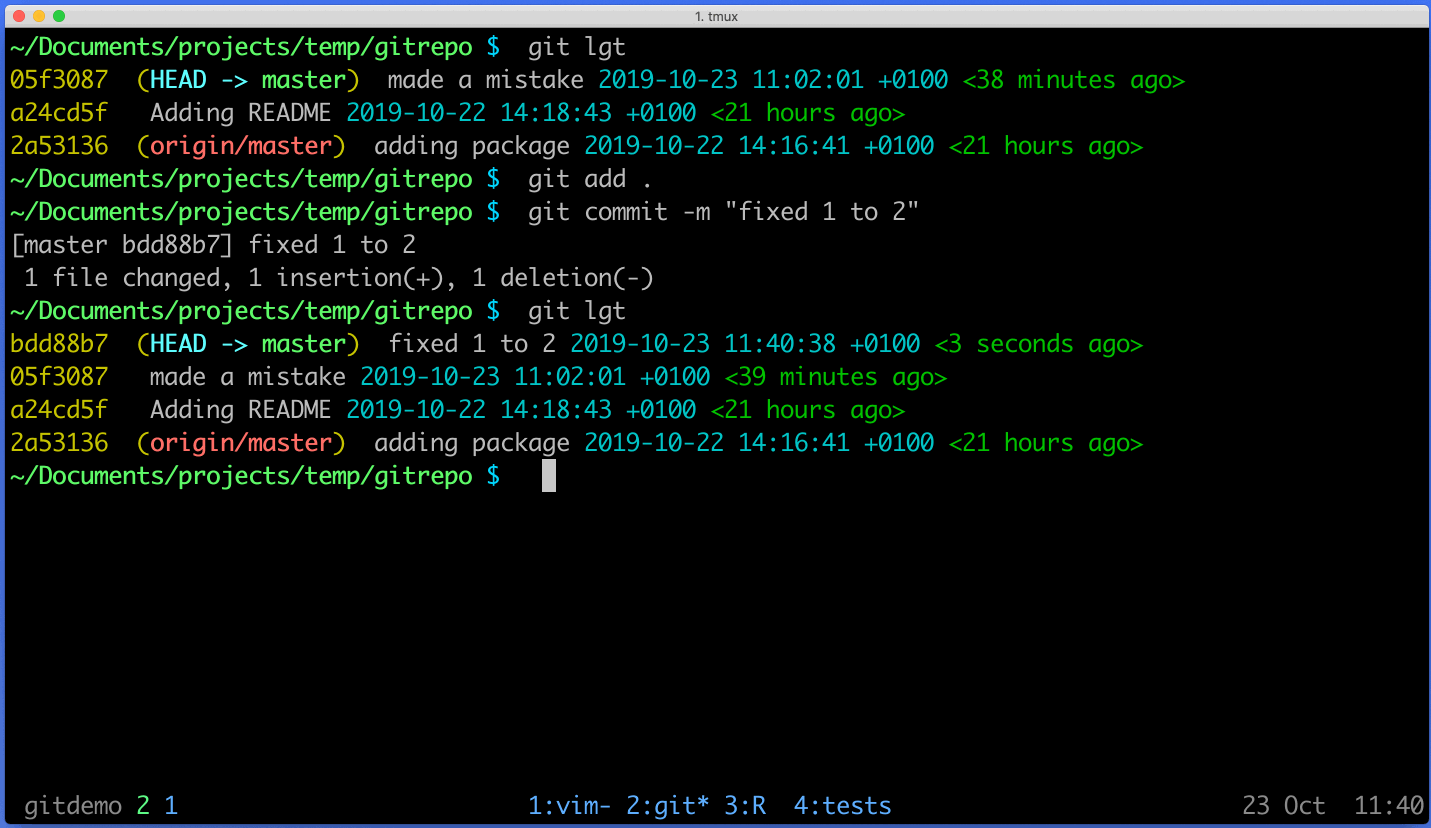 1. tmux
~/Documents/projects/temp/gitrepo $  git lgt
05f3087  (HEAD -> master)  made a mistake 2019-10-23 11:02:01 +0100 <38 minutes ago>
a24cd5f   Adding README 2019-10-22 14:18:43 +0100 <21 hours ago>
2a53136  (origin/master)  adding package 2019-10-22 14:16:41 +0100 <21 hours ago>
~/Documents/projects/temp/gitrepo $  git add .
~/Documents/projects/temp/gitrepo $  git commit -m "fixed 1 to 2"
[master bdd88b7] fixed 1 to 2
 1 file changed, 1 insertion(+), 1 deletion(-)
~/Documents/projects/temp/gitrepo $  git lgt
bdd88b7  (HEAD -> master)  fixed 1 to 2 2019-10-23 11:40:38 +0100 <3 seconds ago>
05f3087   made a mistake 2019-10-23 11:02:01 +0100 <39 minutes ago>
a24cd5f   Adding README 2019-10-22 14:18:43 +0100 <21 hours ago>
2a53136  (origin/master)  adding package 2019-10-22 14:16:41 +0100 <21 hours ago>
~/Documents/projects/temp/gitrepo $
gitdemo 2 1 1:vim- 2:git* 3:R  4:tests 23 Oct  11:40